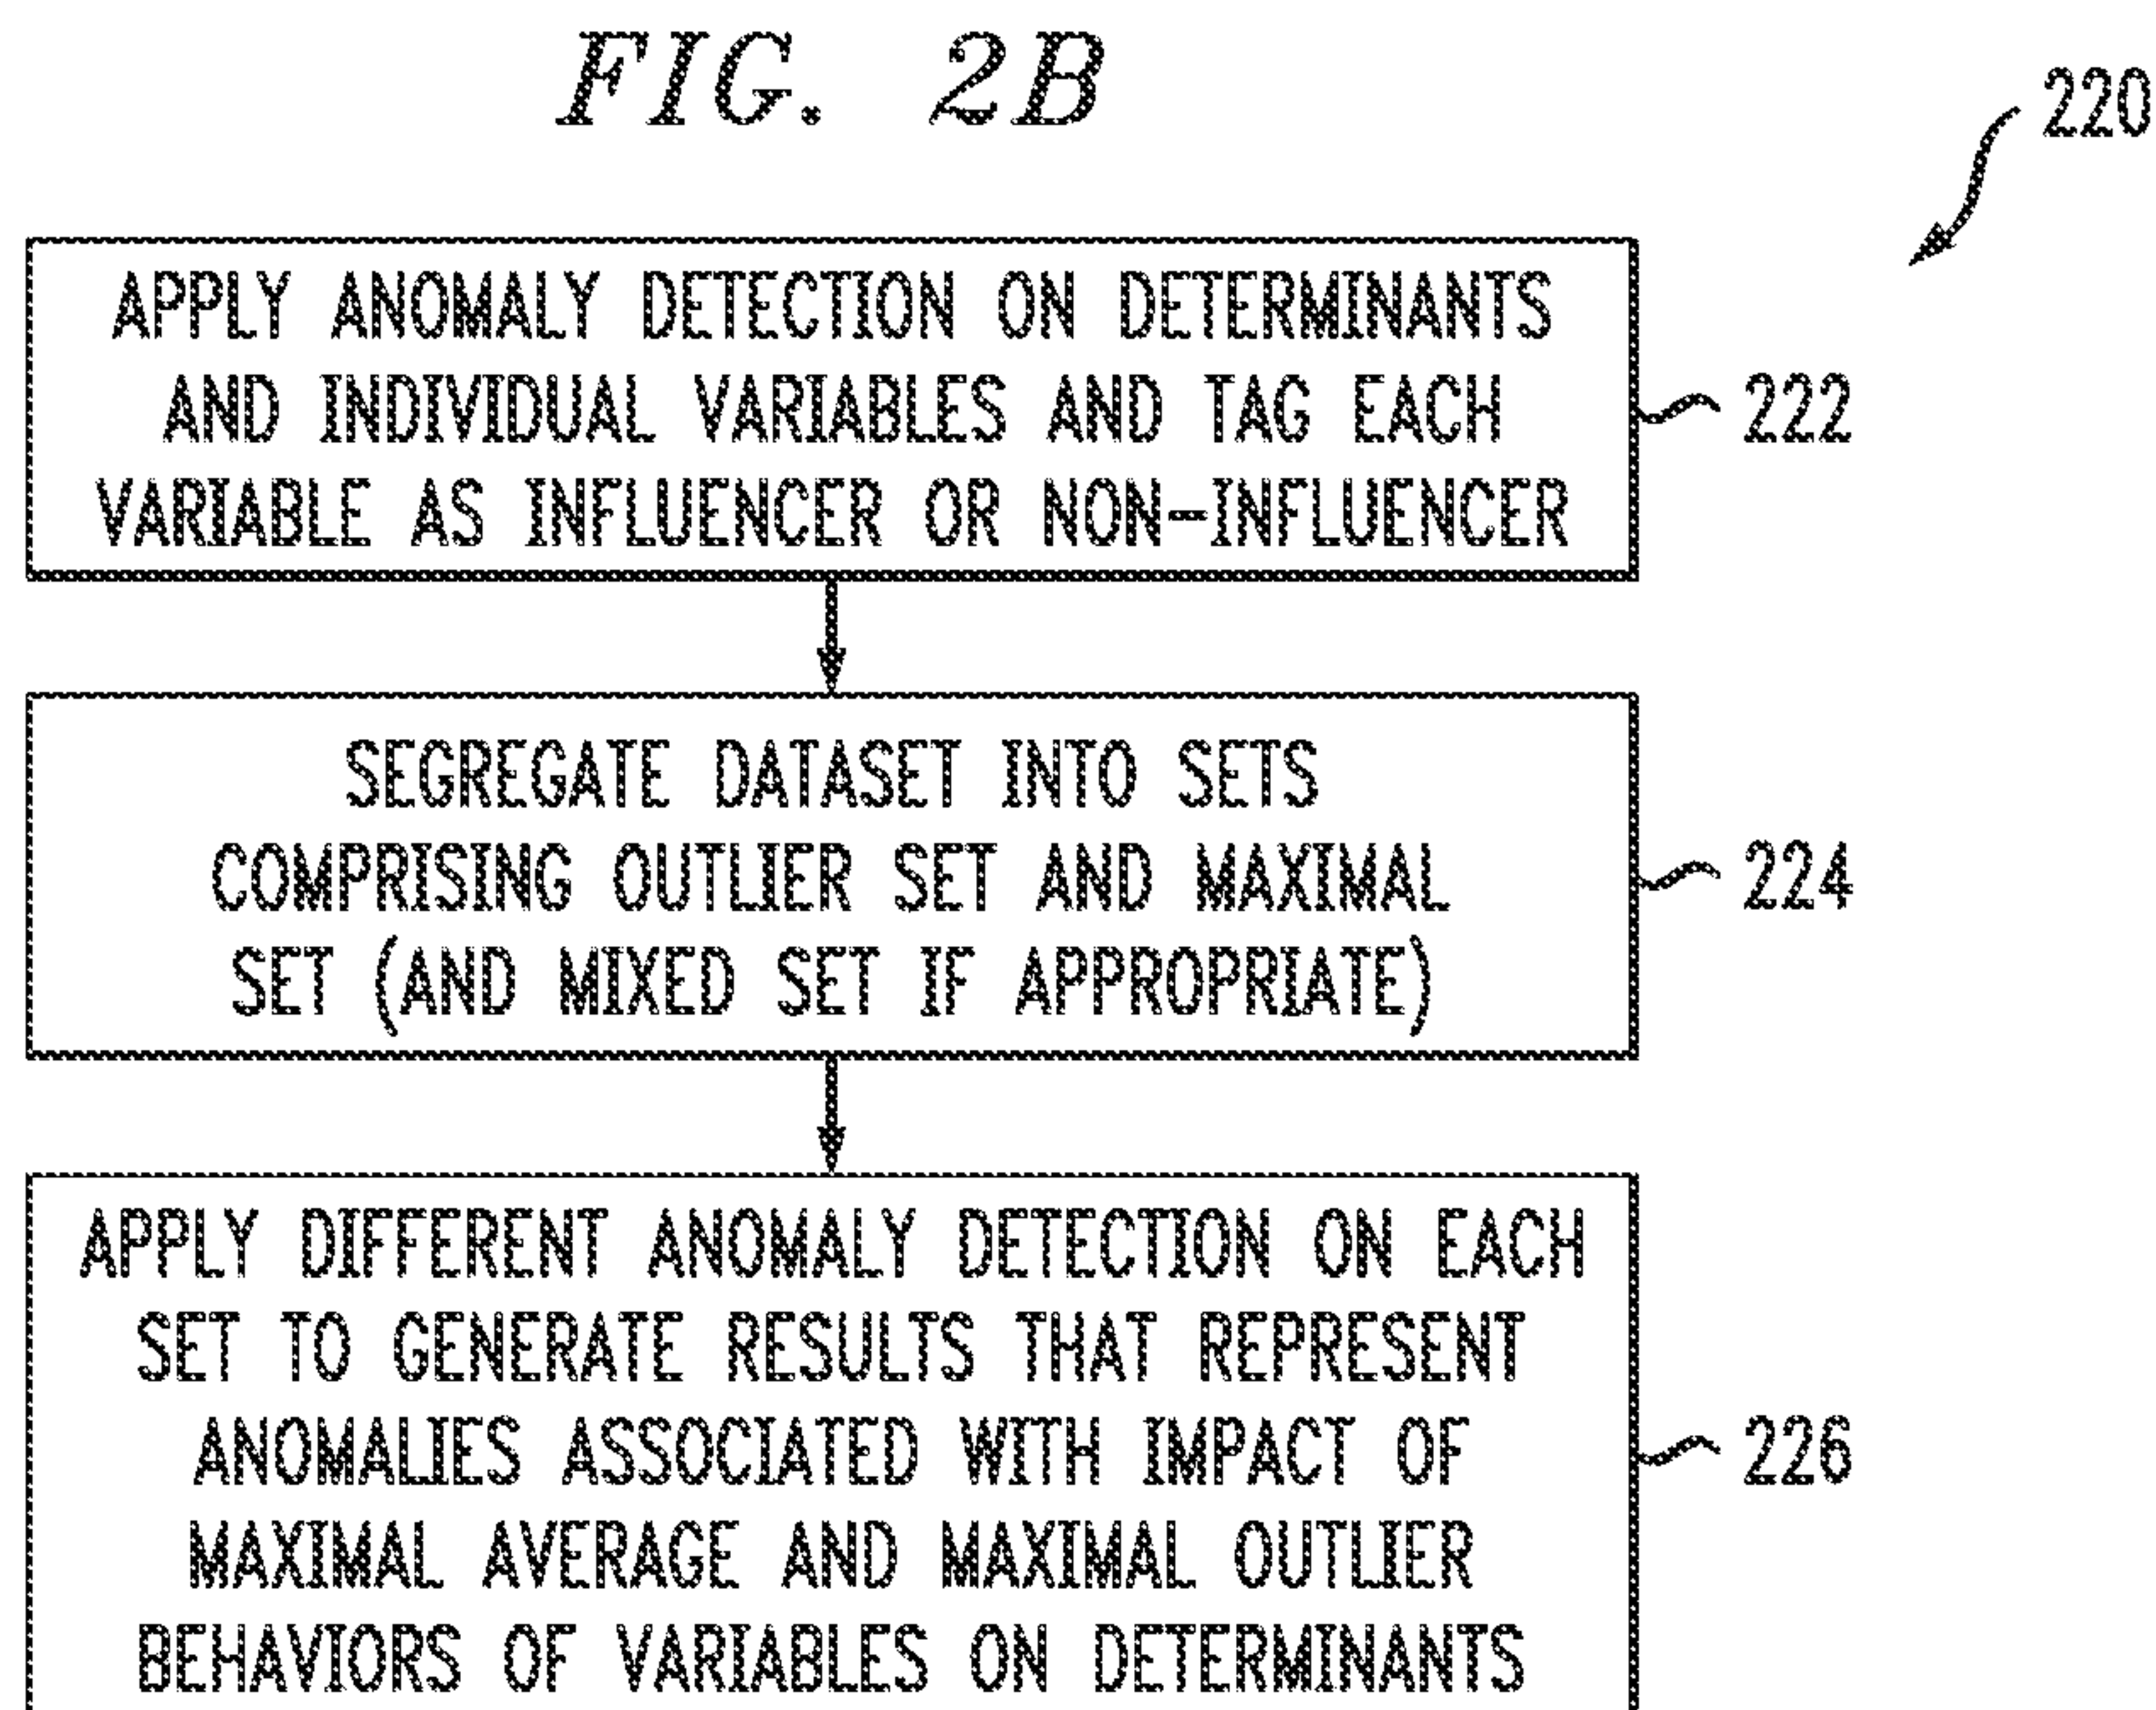 FIG. 2B
220
APPLY ANOMALY DETECTION ON DETERMINANTS
AND INDIVIDUAL VARIABLES AND TAG EACH
VARIABLE AS INFLUENCER OR NON-INFLUENCER
222
SEGREGATE DATASET INTO SETS
COMPRISING OUTLIER SET AND MAXIMAL
SET (AND MIXED SET IF APPROPRIATE)
224
APPLY DIFFERENT ANOMALY DETECTION ON EACH
SET TO GENERATE RESULTS THAT REPRESENT
ANOMALIES ASSOCIATED WITH IMPACT OF
MAXIMAL AVERAGE AND MAXIMAL OUTLIER
BEHAVIORS OF VARIABLES ON DETERMINANTS
226